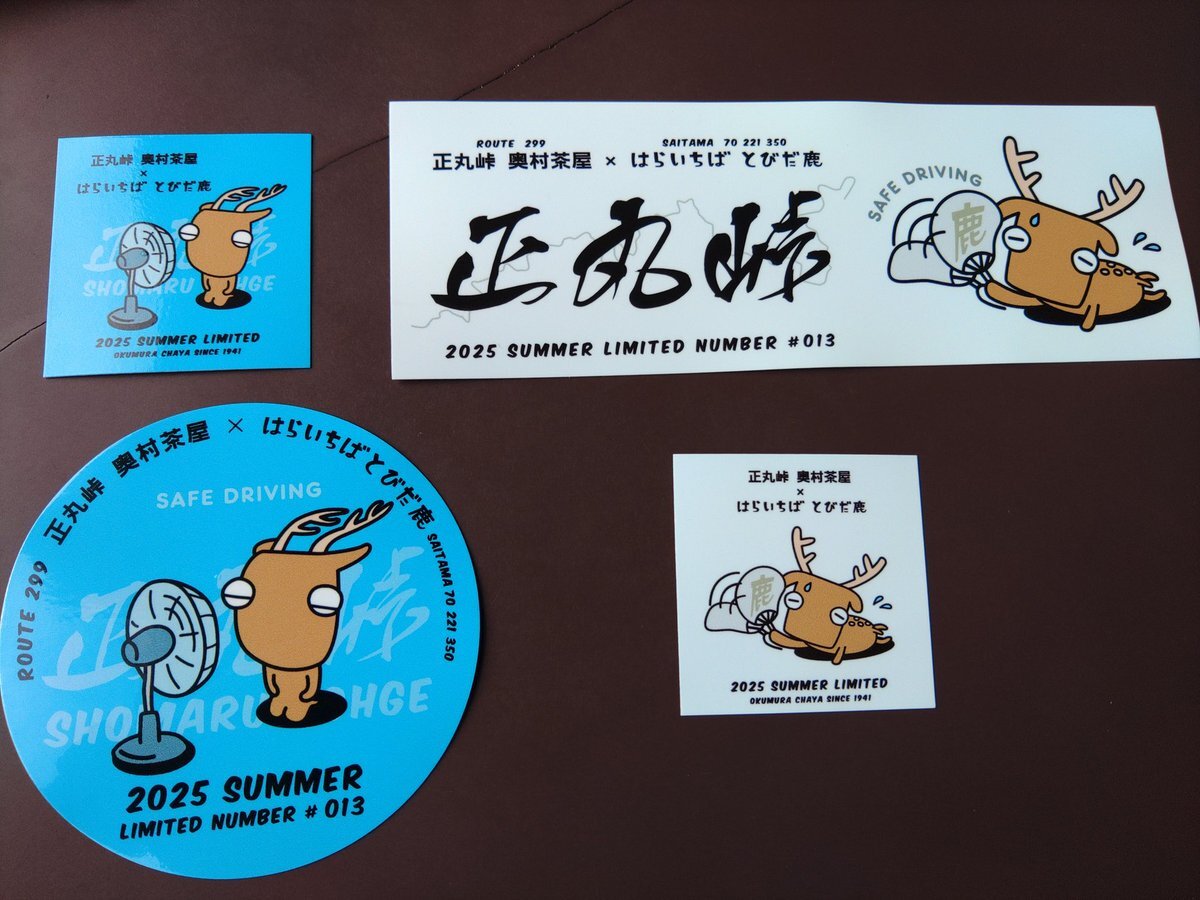 正丸峠 奥村茶屋
×
はらいちば とびだ鹿
正丸峠
SHOMARU TOHGE
2025 SUMMER LIMITED
OKUMURA CHAYA SINCE 1941
ROUTE 299 SAITAMA 70 221 350
正丸峠 奥村茶屋 × はらいちば とびだ鹿
正丸峠
2025 SUMMER LIMITED NUMBER #013
SAFE DRIVING
鹿
ROUTE 299 正丸峠 奥村茶屋 × はらいちばとびだ鹿 SAITAMA 70 221 350
SAFE DRIVING
正丸峠
SHOMARU TOHGE
2025 SUMMER
LIMITED NUMBER #013
正丸峠 奥村茶屋
×
はらいちば とびだ鹿
鹿
2025 SUMMER LIMITED
OKUMURA CHAYA SINCE 1941